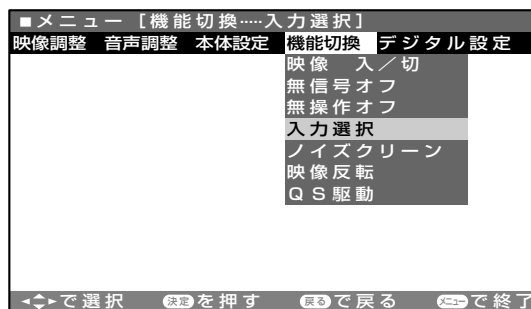 ■メニュー［機能切換……入力選択］
映像調整 音声調整 本体設定 機能切換 デジタル設定
映像 入／切
無信号オフ
無操作オフ
入力選択
ノイズクリーン
映像反転
ＱＳ駆動
で選択 決定を押す 戻るで戻る メニューで終了